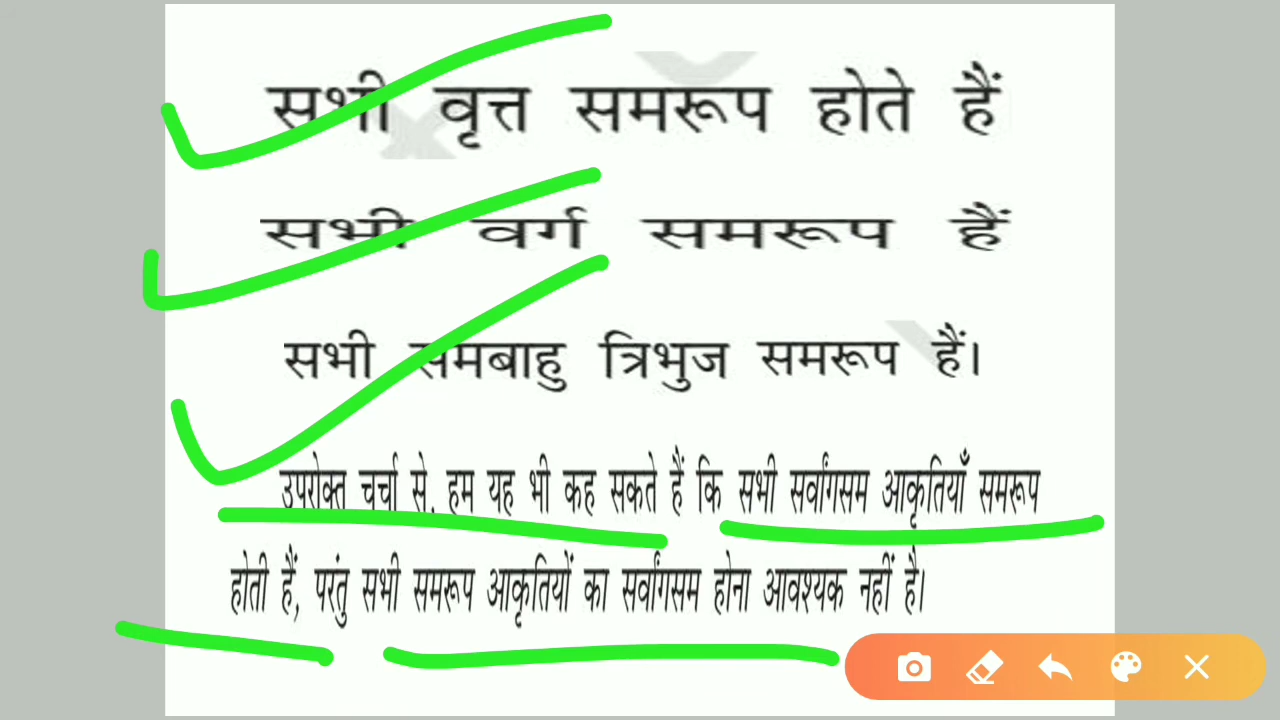 सभी वृत्त समरूप होते हैं
सभी वर्ग समरूप हैं
सभी समबाहु त्रिभुज समरूप हैं।
उपरोक्त चर्चा से, हम यह भी कह सकते हैं कि सभी सर्वांगसम आकृतियाँ समरूप
होती हैं, परंतु सभी समरूप आकृतियों का सर्वांगसम होना आवश्यक नहीं है।